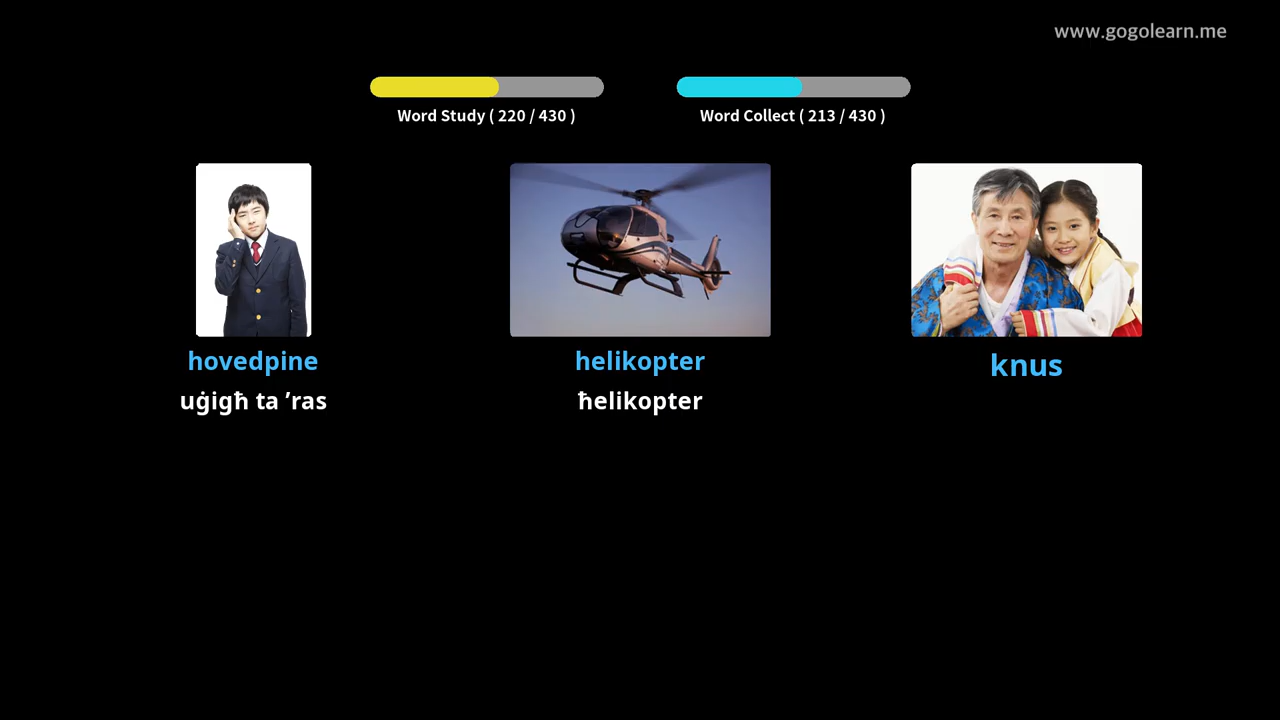 www.gogolearn.me
Word Study ( 220 / 430 )
Word Collect ( 213 / 430 )
hovedpine
uġigħ ta ’ras
helikopter
ħelikopter
knus